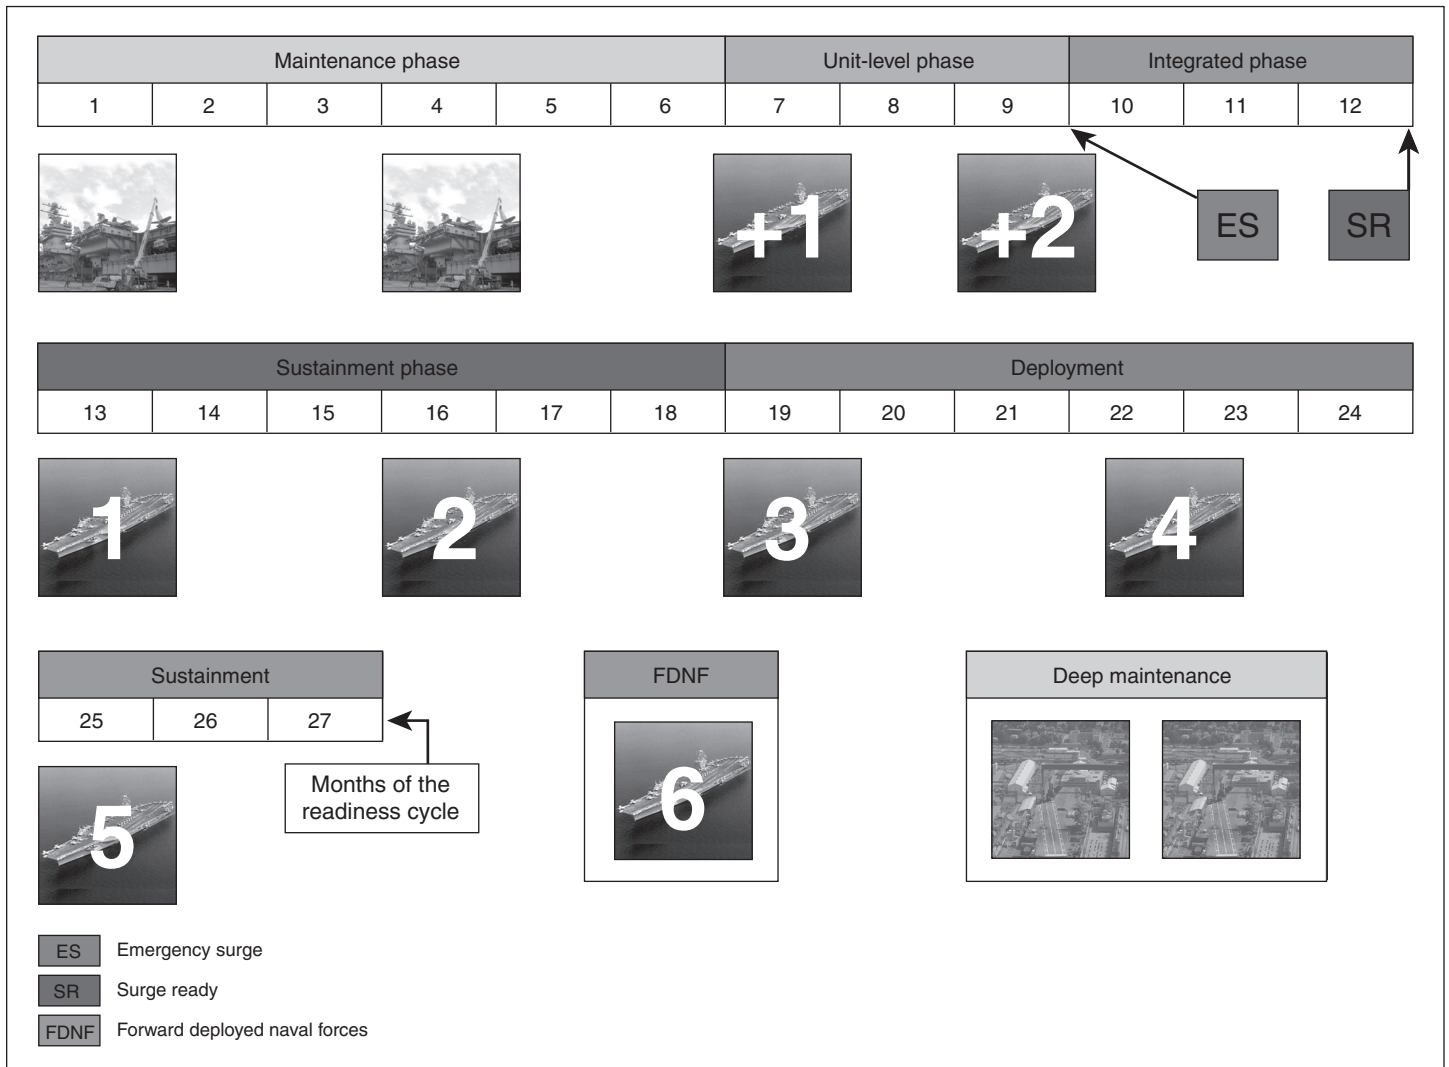 Maintenance phase Unit-level phase Integrated phase
1 2 3 4 5 6 7 8 9 10 11 12
+1 +2 ES SR
Sustainment phase Deployment
13 14 15 16 17 18 19 20 21 22 23 24
1 2 3 4
Sustainment FDNF Deep maintenance
25 26 27
Months of the
readiness cycle
5 6
ES Emergency surge
SR Surge ready
FDNF Forward deployed naval forces